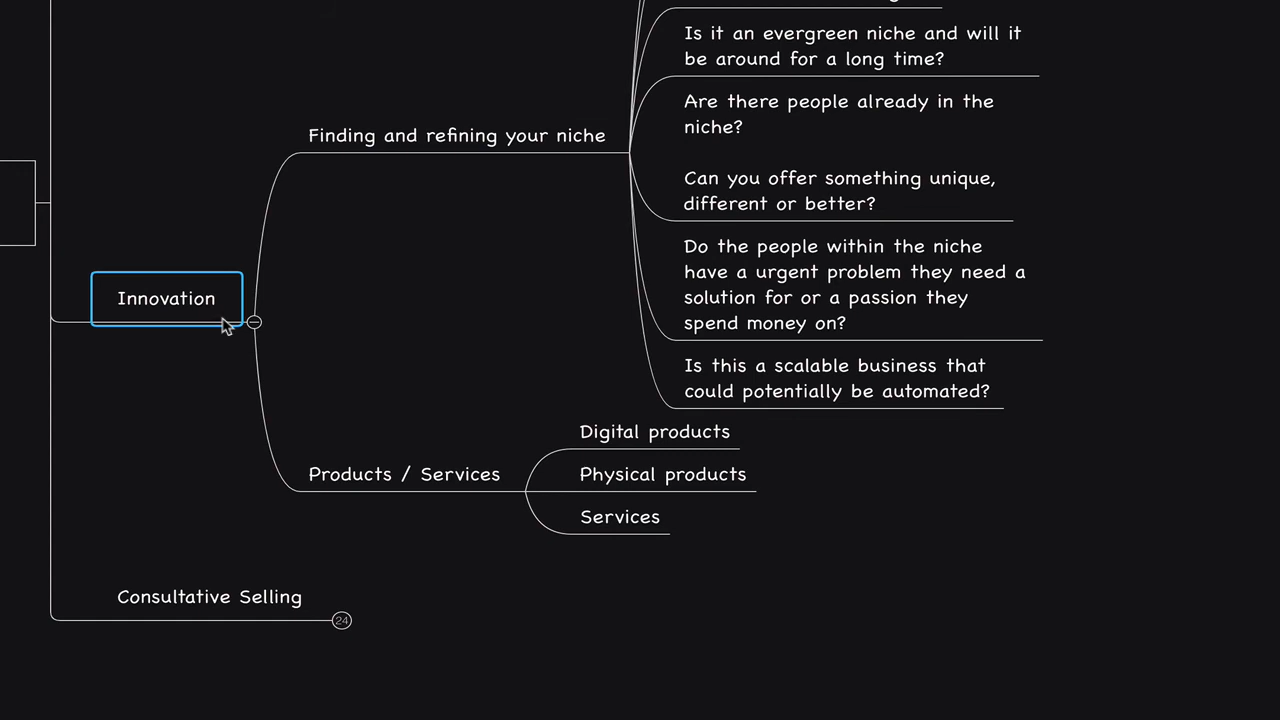 Is it an evergreen niche and will it
be around for a long time?
Are there people already in the
niche?
Finding and refining your niche
Can you offer something unique,
different or better?
Do the people within the niche
have a urgent problem they need a
solution for or a passion they
spend money on?
Innovation
Is this a scalable business that
could potentially be automated?
Digital products
Products / Services
Physical products
Services
Consultative Selling
24